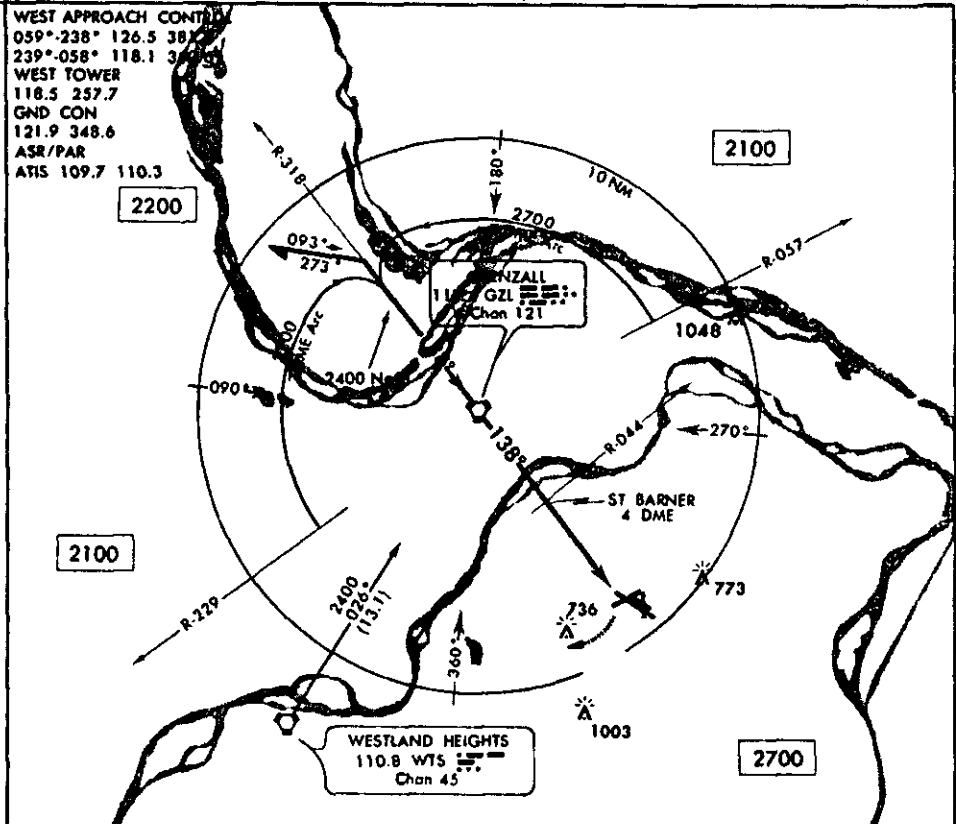 WEST APPROACH CONTROL
059°-238° 126.5
239°-058° 118.1
WEST TOWER
118.5 257.7
GND CON
121.9 348.6
ASR/PAR
ATIS 109.7 110.3
2200
2100
R-318
180°
10 NM
2700
Arc
R-057
093°
273°
GZL
Chan 121
1048
Arc
2400
090°
138°
R-044
270°
ST BARNER
4 DME
2100
R-229
2400
026°
(13.1)
360°
736
773
1003
WESTLAND HEIGHTS
110.8 WTS
Chan 45
2700